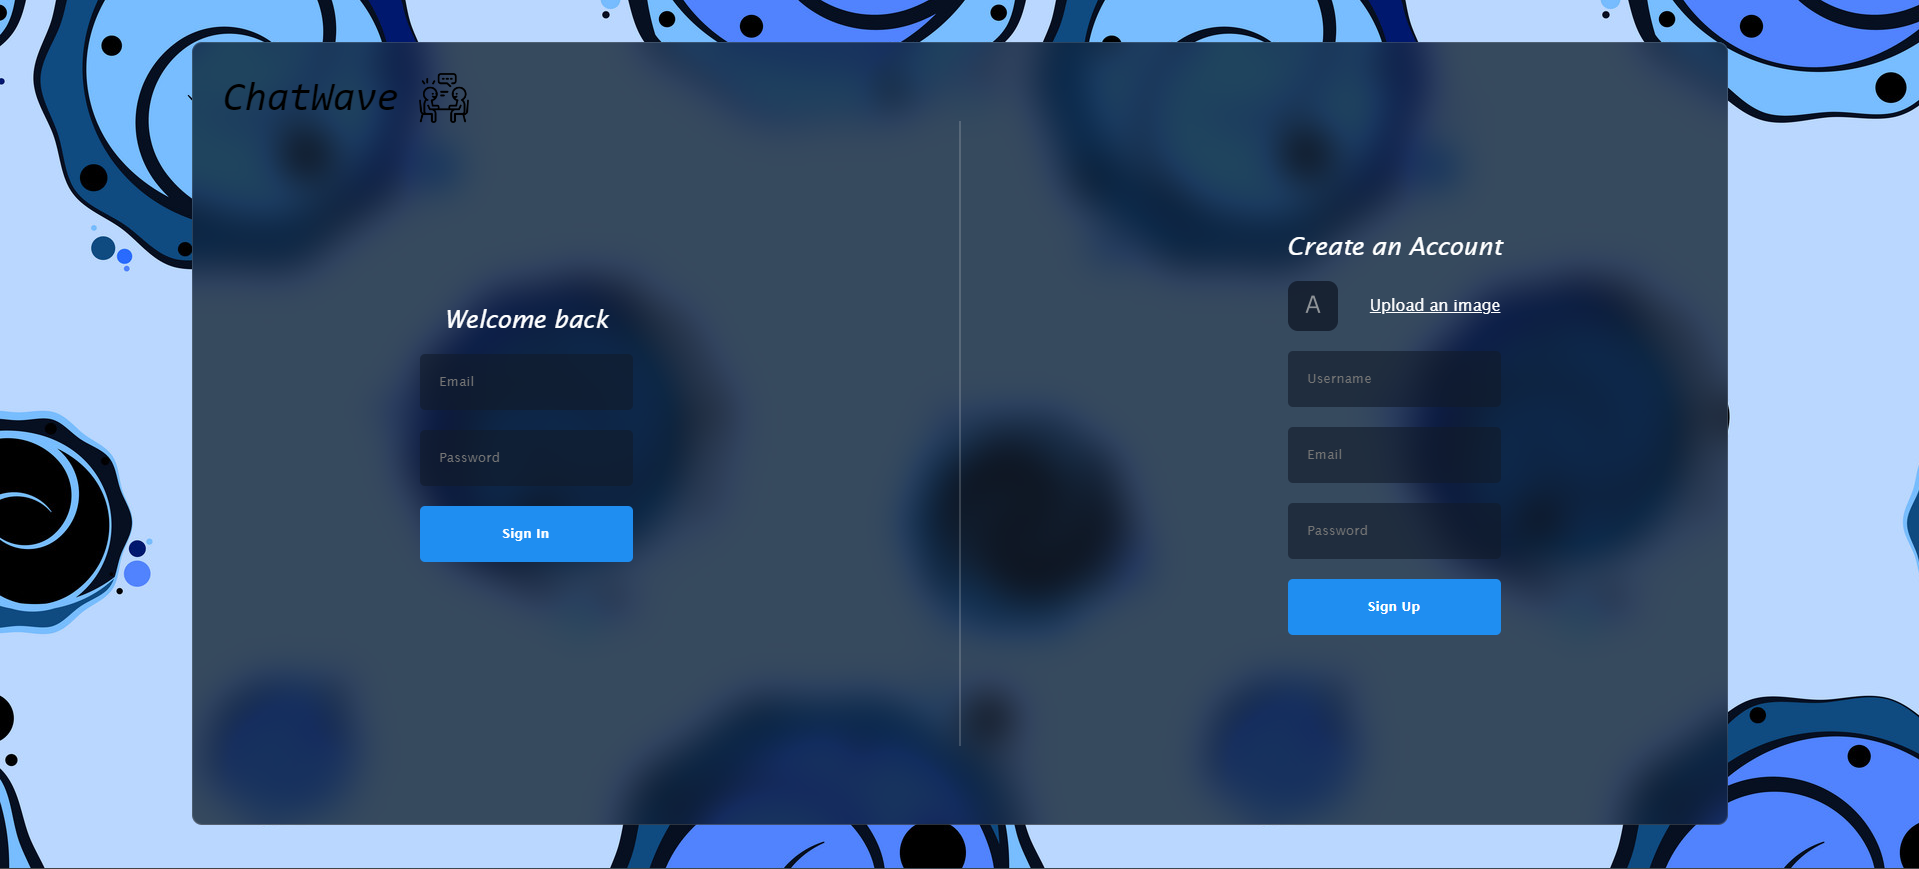 ChatWave
Welcome back
Email
Password
Sign In
Create an Account
A
Upload an image
Username
Email
Password
Sign Up